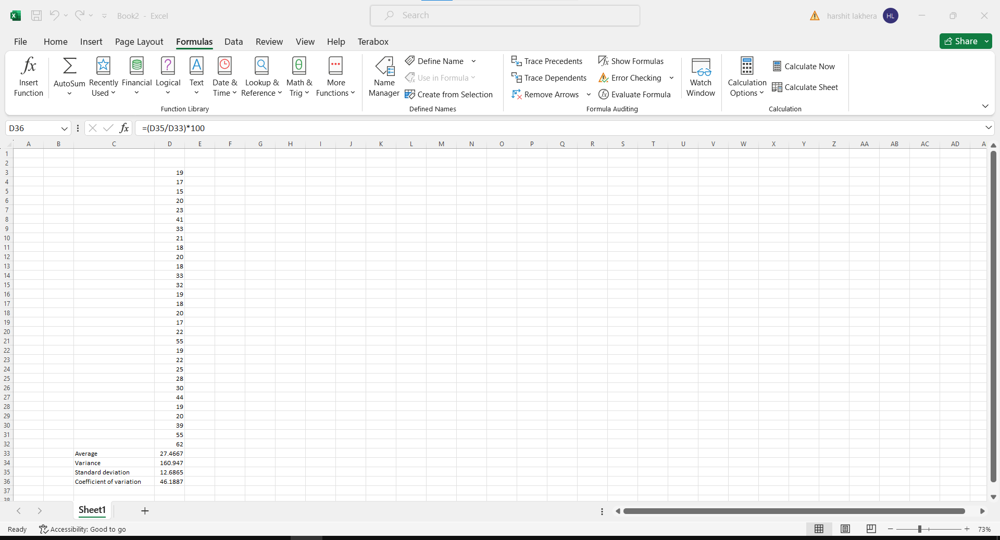 Book2 - Excel
Search
harshit lakhera
HL
File Home Insert Page Layout Formulas Data Review View Help Terabox
Share
Insert Function
AutoSum
Recently Used
Financial
Logical
Text
Date & Time
Lookup & Reference
Math & Trig
More Functions
Function Library
Name Manager
Define Name
Use in Formula
Create from Selection
Defined Names
Trace Precedents
Trace Dependents
Remove Arrows
Show Formulas
Error Checking
Evaluate Formula
Formula Auditing
Watch Window
Calculation Options
Calculate Now
Calculate Sheet
Calculation
D36 fx =(D35/D33)*100
A B C D E F G H I J K L M N O P Q R S T U V W X Y Z AA AB AC AD A
1
2
3 19
4 17
5 15
6 20
7 23
8 41
9 33
10 21
11 18
12 20
13 18
14 33
15 32
16 19
17 18
18 20
19 17
20 22
21 55
22 19
23 22
24 25
25 28
26 30
27 44
28 19
29 20
30 39
31 55
32 62
33 Average 27.4667
34 Variance 160.947
35 Standard deviation 12.6865
36 Coefficient of variation 46.1887
37
38
Sheet1
Ready Accessibility: Good to go 73%